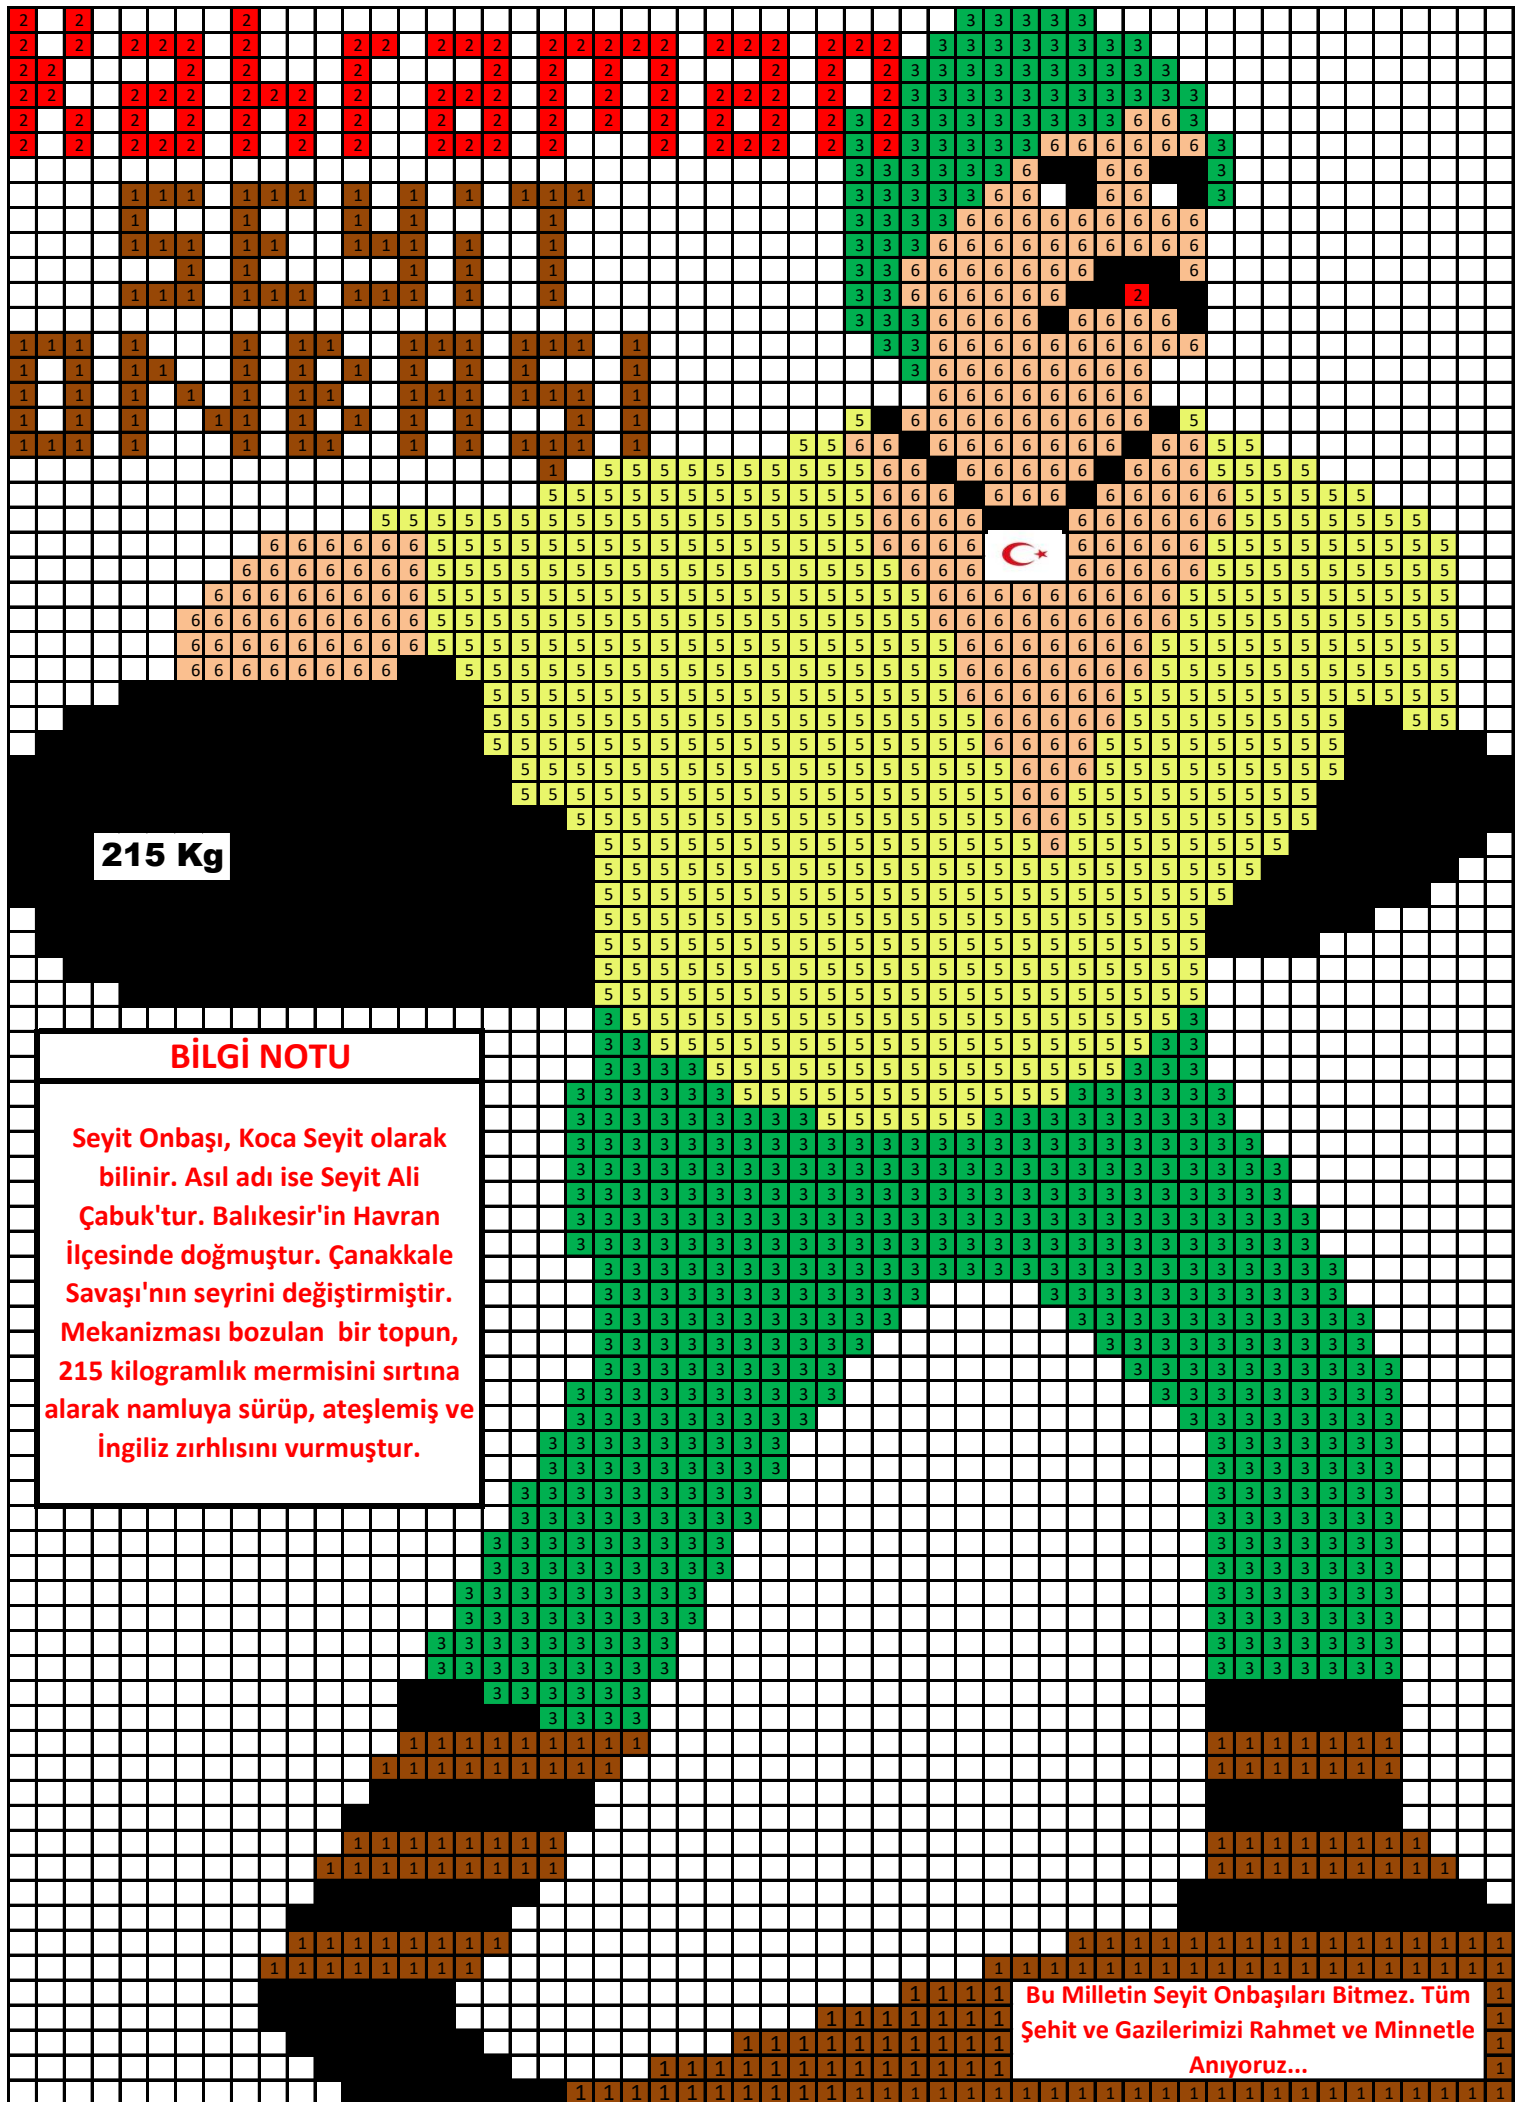 Kahraman
SEYİT
ONBAŞI
215 Kg
BİLGİ NOTU
Seyit Onbaşı, Koca Seyit olarak
bilinir. Asıl adı ise Seyit Ali
Çabuk'tur. Balıkesir'in Havran
İlçesinde doğmuştur. Çanakkale
Savaşı'nın seyrini değiştirmiştir.
Mekanizması bozulan  bir topun,
215 kilogramlık mermisini sırtına
alarak namluya sürüp, ateşlemiş ve
İngiliz zırhlısını vurmuştur.
Bu Milletin Seyit Onbaşıları Bitmez. Tüm
Şehit ve Gazilerimizi Rahmet ve Minnetle
Anıyoruz...